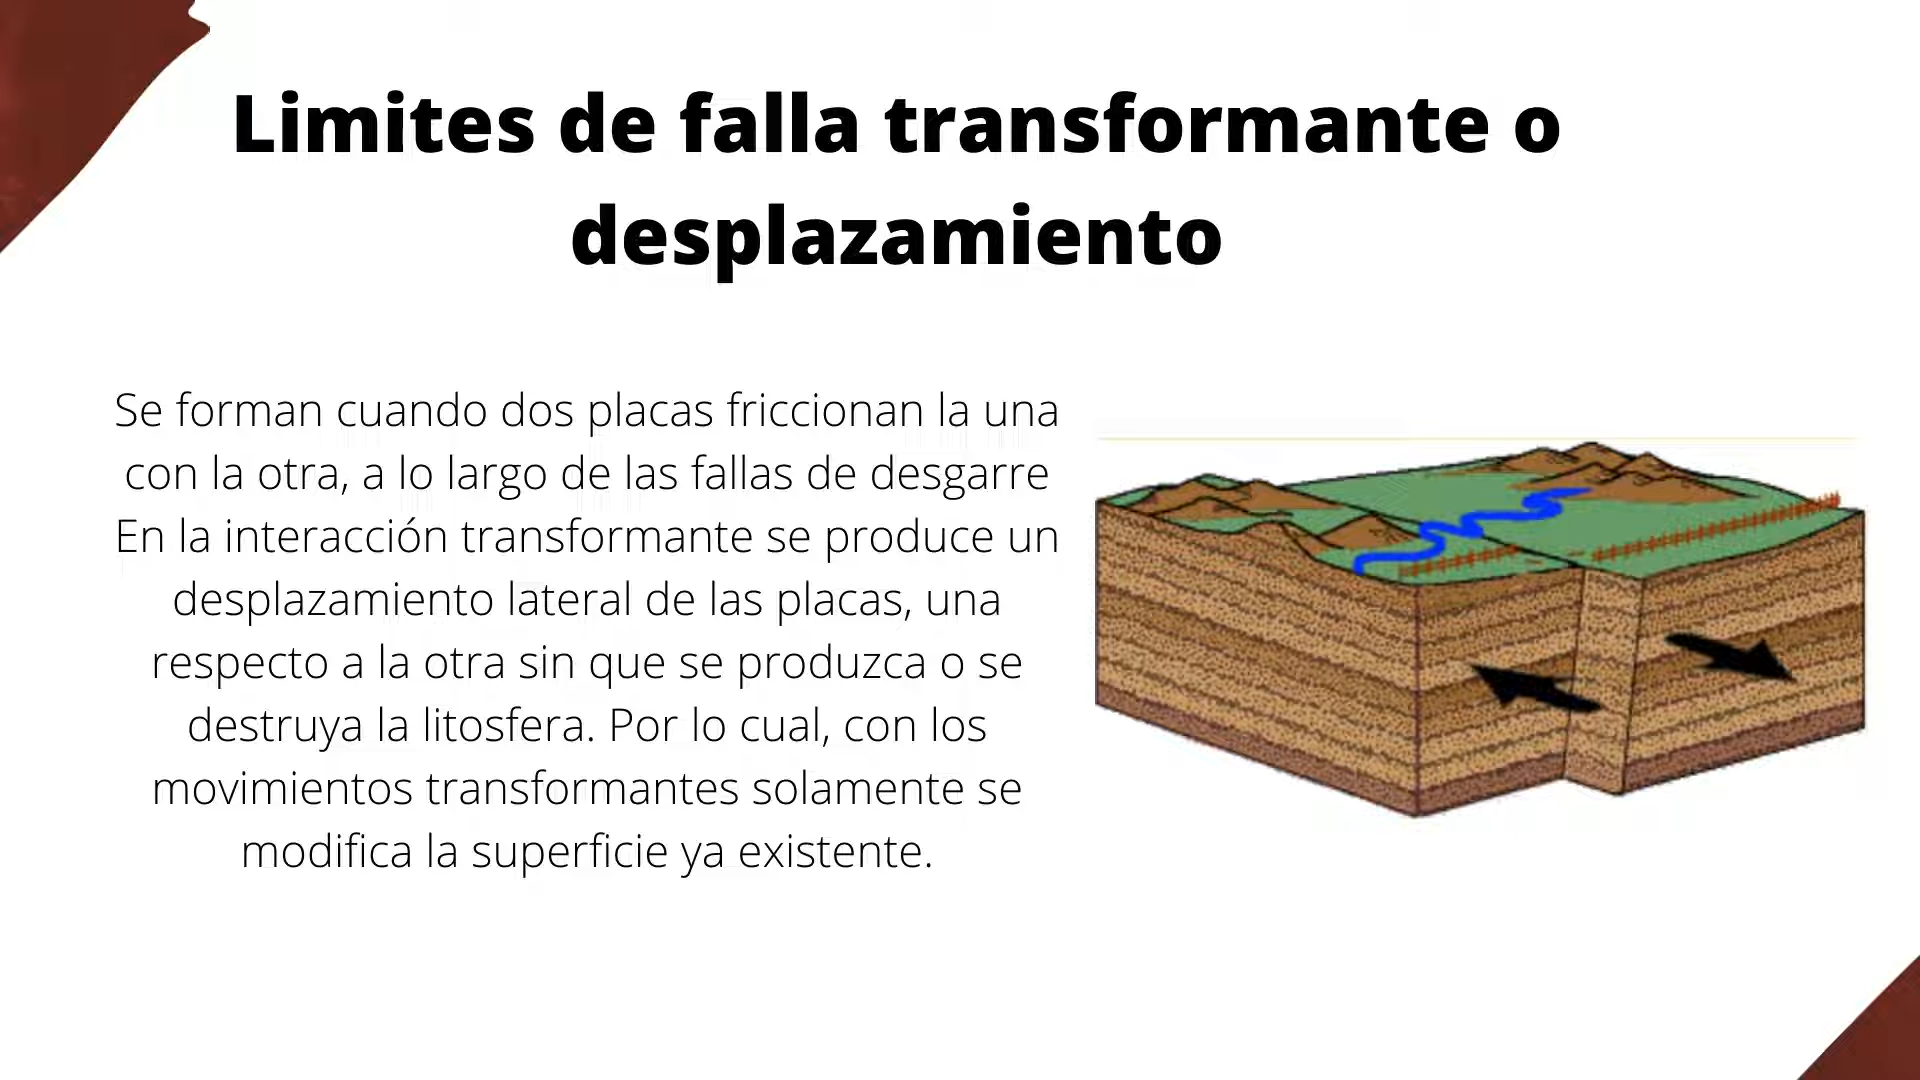 Limites de falla transformante o
desplazamiento
Se forman cuando dos placas friccionan la una
con la otra, a lo largo de las fallas de desgarre
En la interacción transformante se produce un
desplazamiento lateral de las placas, una
respecto a la otra sin que se produzca o se
destruya la litosfera. Por lo cual, con los
movimientos transformantes solamente se
modifica la superficie ya existente.